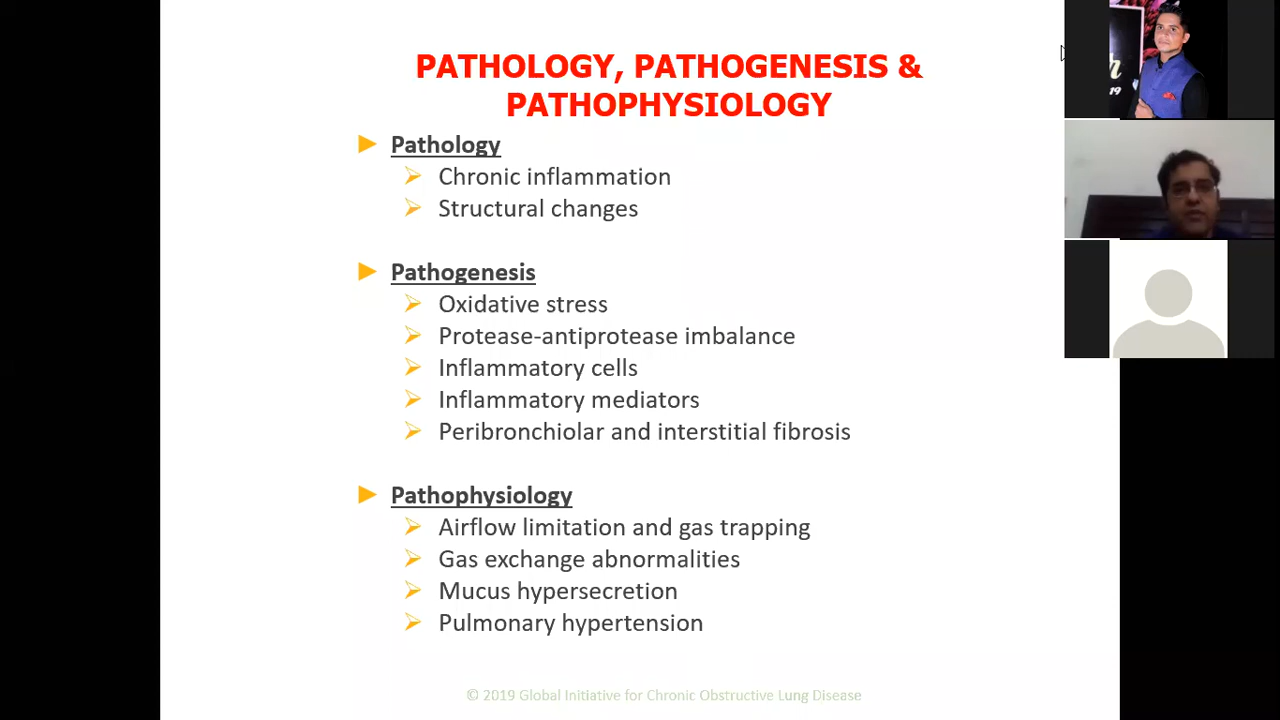 PATHOLOGY, PATHOGENESIS &
PATHOPHYSIOLOGY
Pathology
Chronic inflammation
Structural changes
Pathogenesis
Oxidative stress
Protease-antiprotease imbalance
Inflammatory cells
Inflammatory mediators
Peribronchiolar and interstitial fibrosis
Pathophysiology
Airflow limitation and gas trapping
Gas exchange abnormalities
Mucus hypersecretion
Pulmonary hypertension
© 2019 Global Initiative for Chronic Obstructive Lung Disease
19